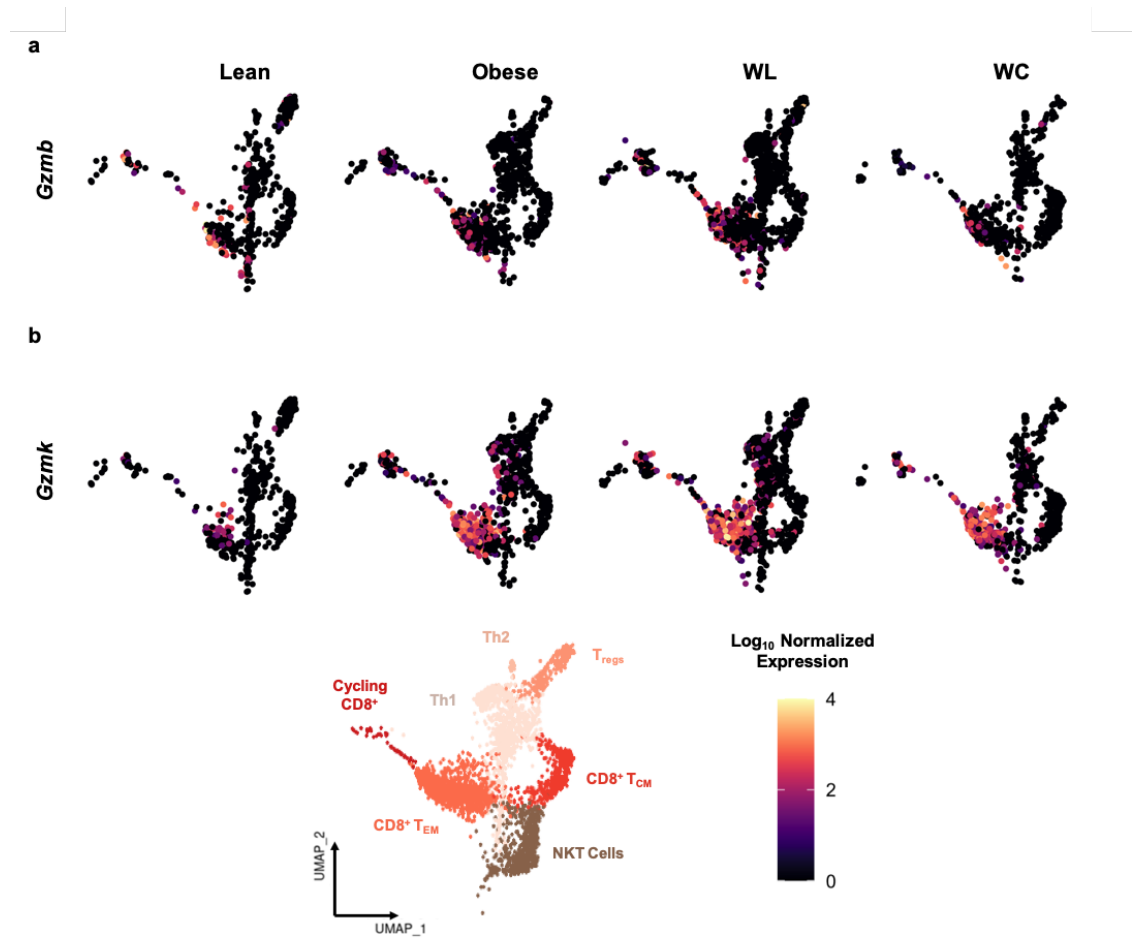 a
Lean Obese WL WC
Gzmb
b
Gzmk
Th2
Tregs
Cycling
CD8+
Th1
CD8+ TCM
CD8+ TEM
NKT Cells
UMAP_2
UMAP_1
Log10 Normalized
Expression
4
2
0